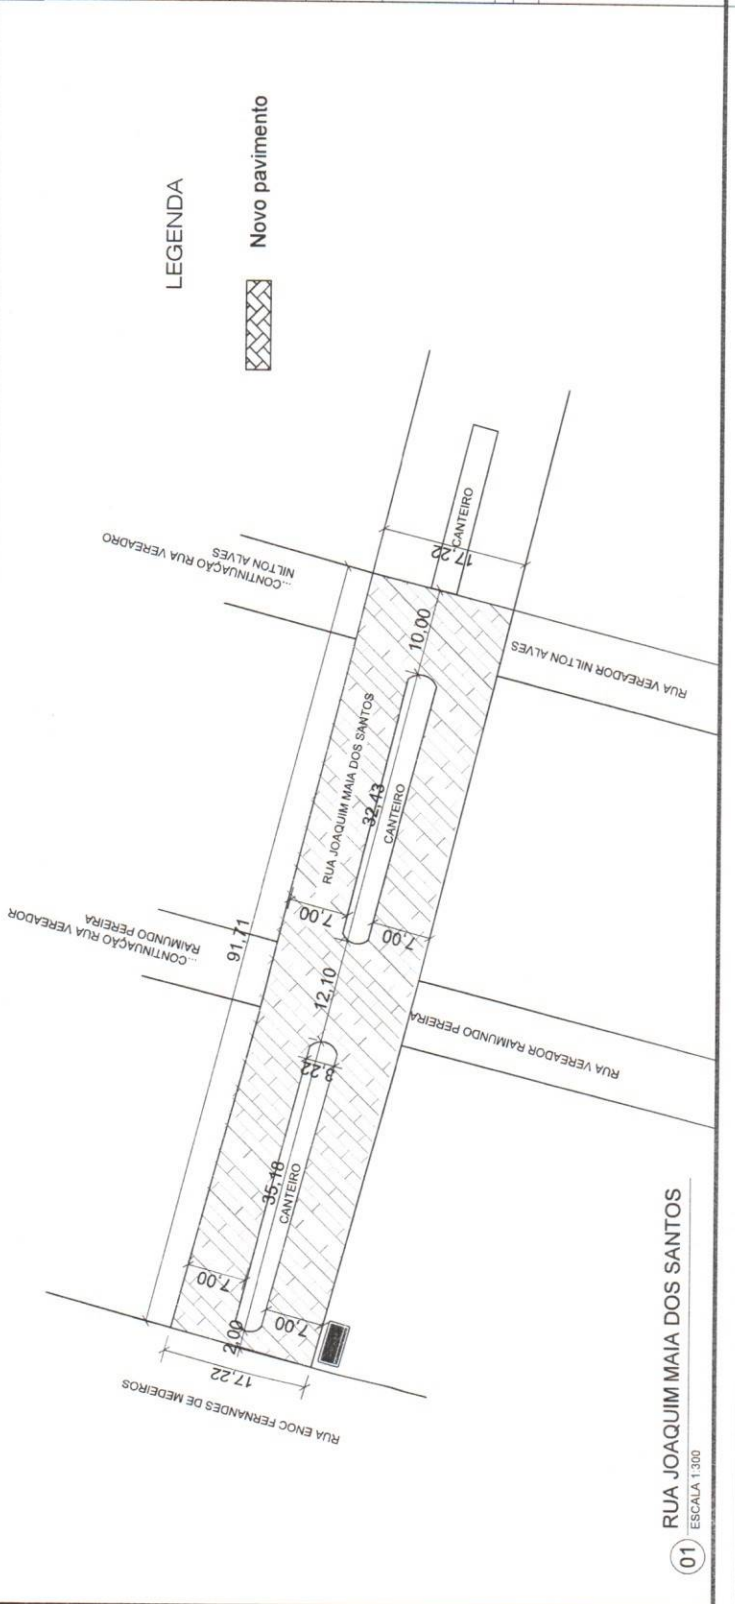 LEGENDA
Novo pavimento
...CONTINUAÇÃO RUA VEREADRO
NILTON ALVES
...CONTINUAÇÃO RUA VEREADOR
RAIMUNDO PEREIRA
91,71
17,22
CANTEIRO
10,00
RUA VEREADOR NILTON ALVES
RUA JOAQUIM MAIA DOS SANTOS
32,43
CANTEIRO
7,00
7,00
12,10
RUA VEREADOR RAIMUNDO PEREIRA
3,22
35,18
CANTEIRO
7,00
7,00
2,00
17,22
RUA ENOC FERNANDES DE MEDEIROS
01
RUA JOAQUIM MAIA DOS SANTOS
ESCALA 1:300